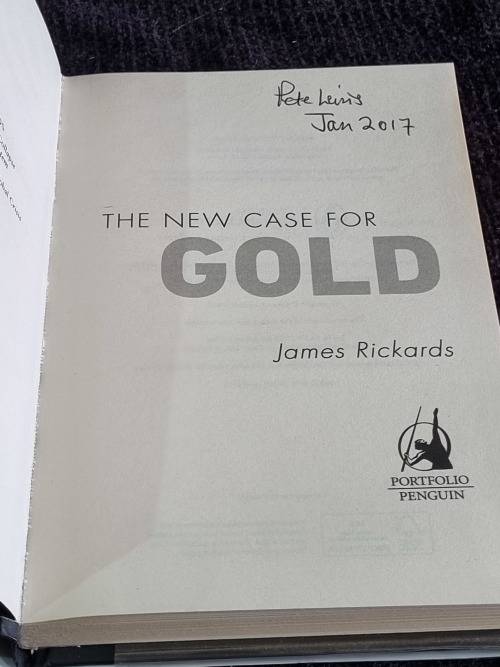 Pete Lewis
Jan 2017
THE NEW CASE FOR
GOLD
James Rickards
PORTFOLIO
PENGUIN